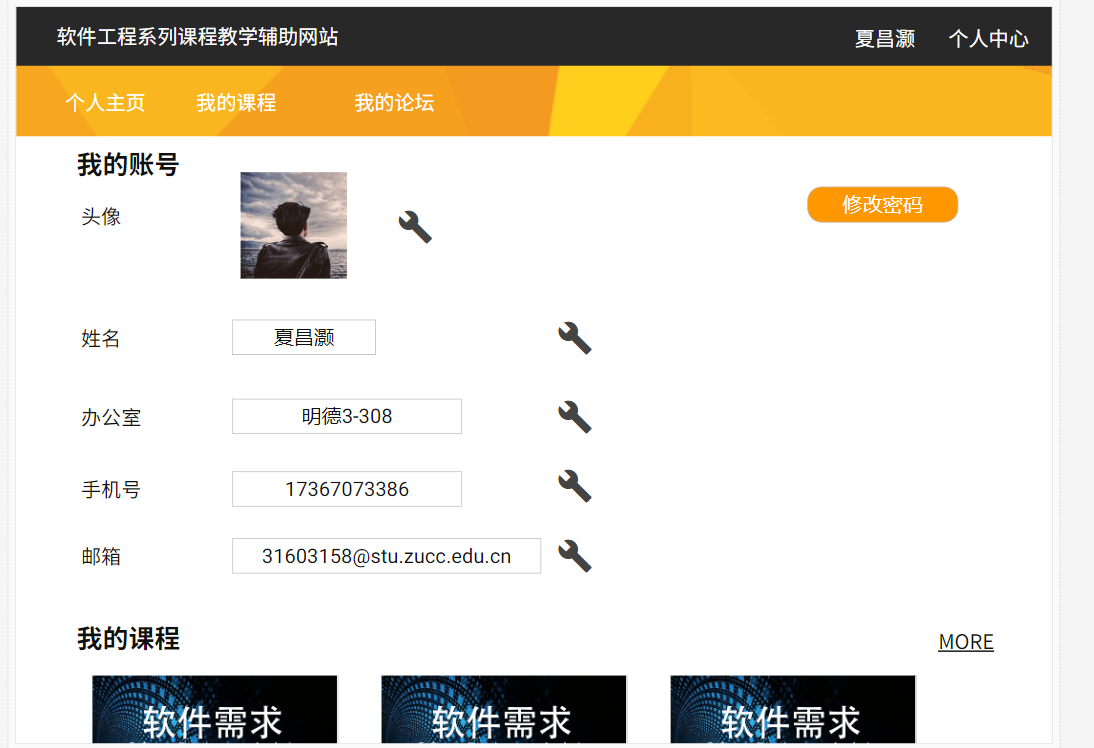 软件工程系列课程教学辅助网站 夏昌灏 个人中心
个人主页 我的课程 我的论坛
我的账号
头像 修改密码
姓名 夏昌灏
办公室 明德3-308
手机号 17367073386
邮箱 31603158@stu.zucc.edu.cn
我的课程 MORE
软件需求 软件需求 软件需求